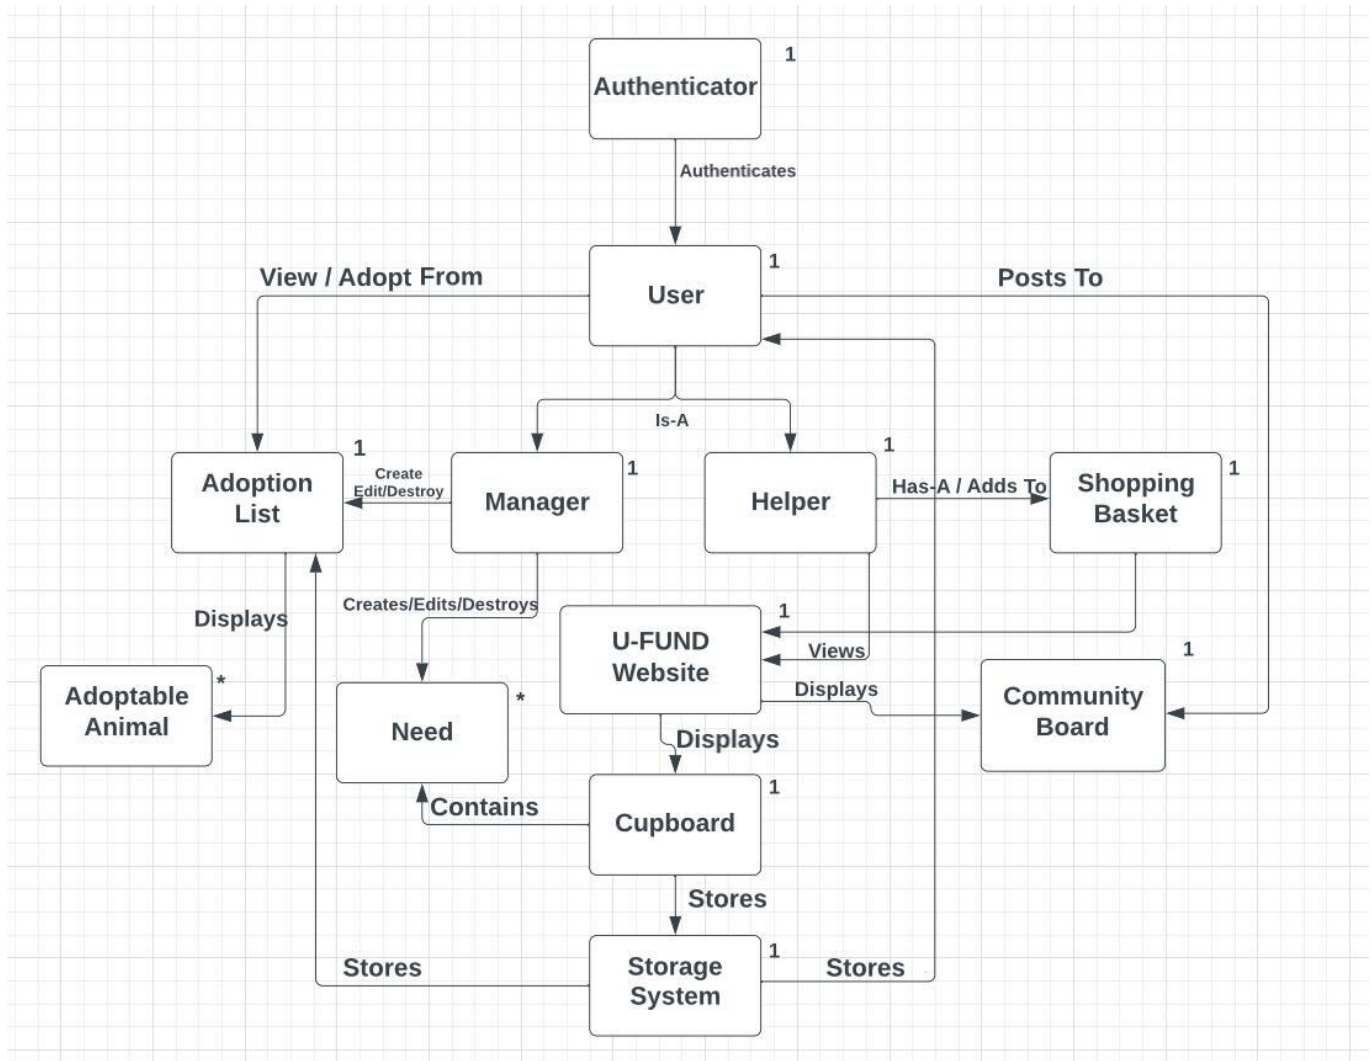 1
Authenticator
Authenticates
1
User
View / Adopt From
Posts To
Is-A
1
Adoption
List
Create
Edit/Destroy
1
Manager
1
Helper
Has-A / Adds To
1
Shopping
Basket
Displays
Creates/Edits/Destroys
1
U-FUND
Website
Views
Displays
1
Community
Board
*
Adoptable
Animal
*
Need
Displays
Contains
1
Cupboard
Stores
1
Storage
System
Stores
Stores